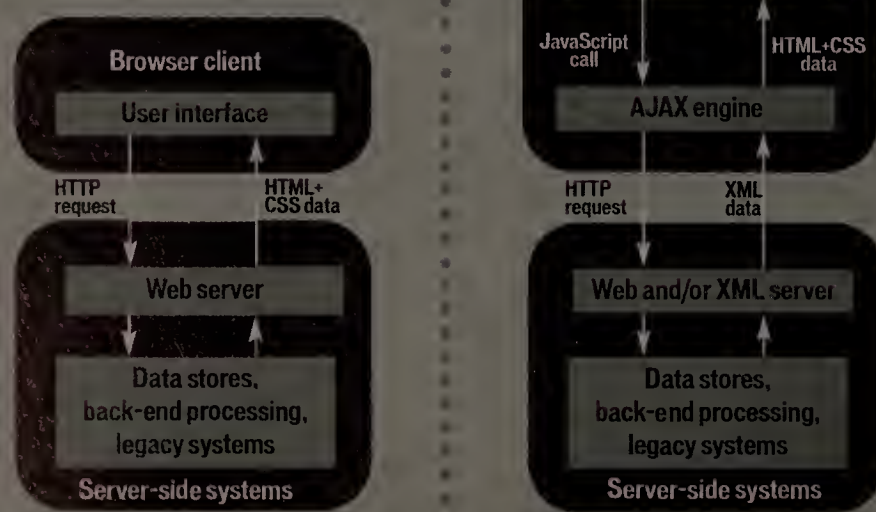 Browser client
User interface
HTTP
request
HTML+
CSS data
Web server
Data stores,
back-end processing,
legacy systems
Server-side systems
JavaScript
call
HTML+CSS
data
AJAX engine
HTTP
request
XML
data
Web and/or XML server
Data stores,
back-end processing,
legacy systems
Server-side systems